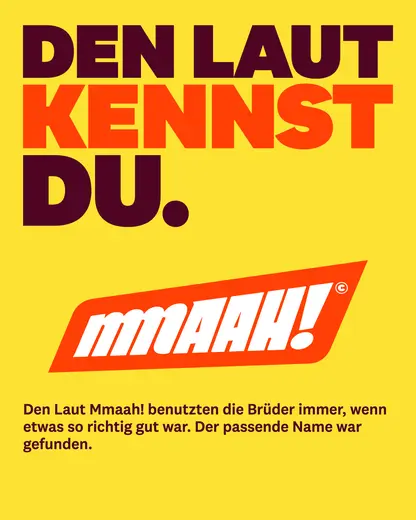 DEN LAUT
KENNST
DU.
mmAAH!©
Den Laut Mmaah! benutzten die Brüder immer, wenn
etwas so richtig gut war. Der passende Name war
gefunden.